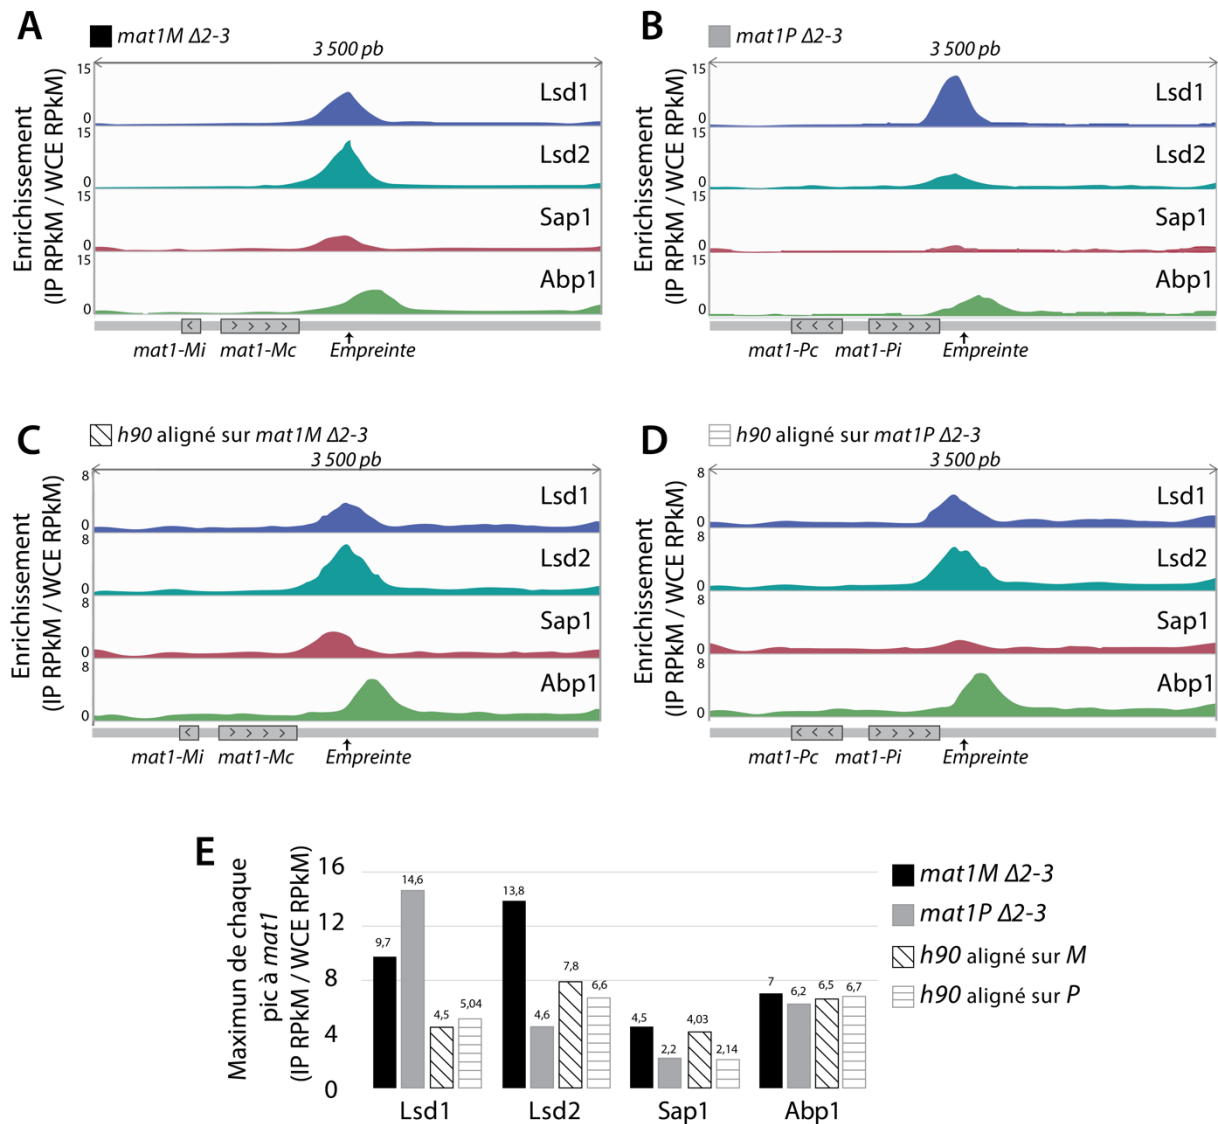 A
mat1M Δ2-3
3 500 pb
Enrichissement
(IP RPkM / WCE RPkM)
15
Lsd1
0
15
Lsd2
0
15
Sap1
0
15
Abp1
0
mat1-Mi
mat1-Mc
Empreinte
B
mat1P Δ2-3
3 500 pb
Enrichissement
(IP RPkM / WCE RPkM)
15
Lsd1
0
15
Lsd2
0
15
Sap1
0
15
Abp1
0
mat1-Pc
mat1-Pi
Empreinte
C
h90 aligné sur mat1M Δ2-3
3 500 pb
Enrichissement
(IP RPkM / WCE RPkM)
8
Lsd1
0
8
Lsd2
0
8
Sap1
0
8
Abp1
0
mat1-Mi
mat1-Mc
Empreinte
D
h90 aligné sur mat1P Δ2-3
3 500 pb
Enrichissement
(IP RPkM / WCE RPkM)
8
Lsd1
0
8
Lsd2
0
8
Sap1
0
8
Abp1
0
mat1-Pc
mat1-Pi
Empreinte
E
Maximun de chaque
pic à mat1
(IP RPkM / WCE RPkM)
16
12
8
4
0
9,7
14,6
4,5
5,04
13,8
4,6
7,8
6,6
4,5
2,2
4,03
2,14
7
6,2
6,5
6,7
Lsd1
Lsd2
Sap1
Abp1
mat1M Δ2-3
mat1P Δ2-3
h90 aligné sur M
h90 aligné sur P